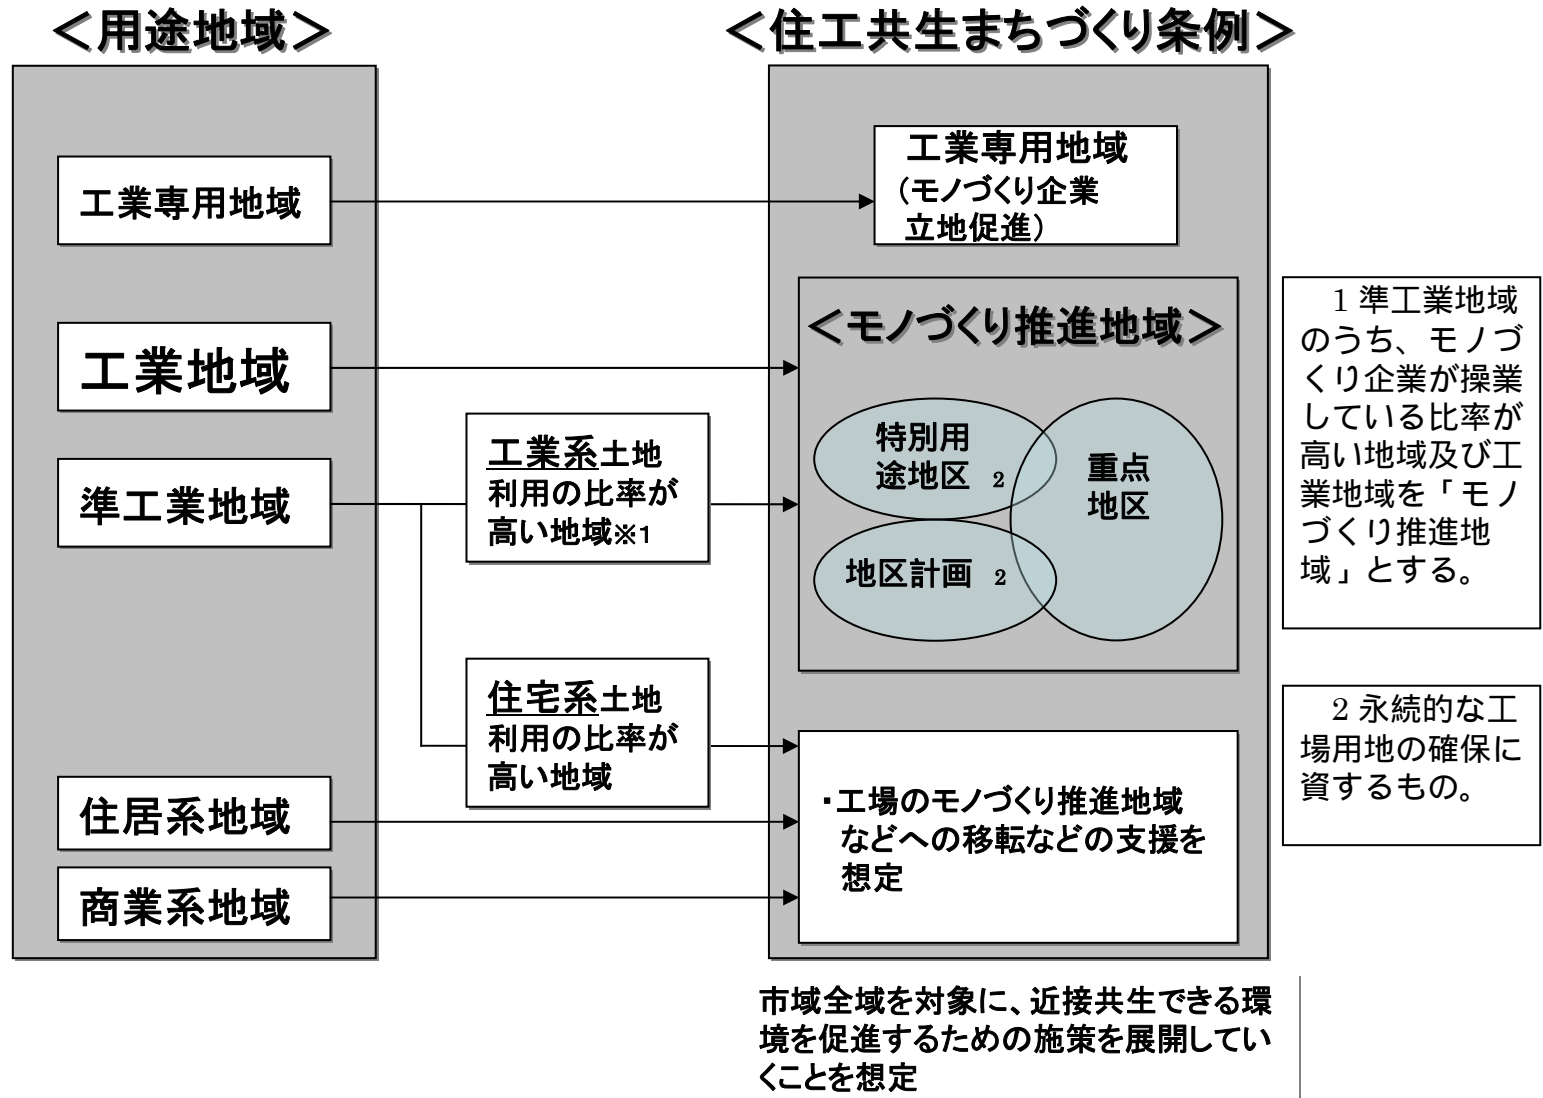 ＜用途地域＞
工業専用地域
工業地域
準工業地域
住居系地域
商業系地域
工業系土地
利用の比率が
高い地域※1
住宅系土地
利用の比率が
高い地域
＜住工共生まちづくり条例＞
工業専用地域
（モノづくり企業
立地促進）
＜モノづくり推進地域＞
特別用
途地区 2
地区計画 2
重点
地区
・工場のモノづくり推進地域
などへの移転などの支援を
想定
市域全域を対象に、近接共生できる環
境を促進するための施策を展開してい
くことを想定
1 準工業地域
のうち、モノづ
くり企業が操業
している比率が
高い地域及び工
業地域を「モノ
づくり推進地
域」とする。
2 永続的な工
場用地の確保に
資するもの。